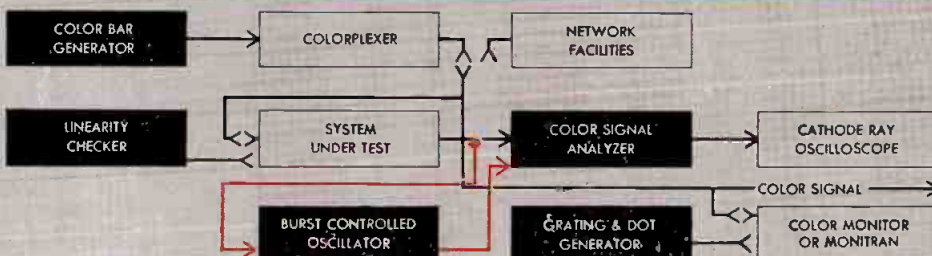 COLOR BAR
GENERATOR
COLORPLEXER
NETWORK
FACILITIES
LINEARITY
CHECKER
SYSTEM
UNDER TEST
COLOR SIGNAL
ANALYZER
CATHODE RAY
OSCILLOSCOPE
COLOR SIGNAL
BURST CONTROLLED
OSCILLATOR
GRATING & DOT
GENERATOR
COLOR MONITOR
OR MONITRAN